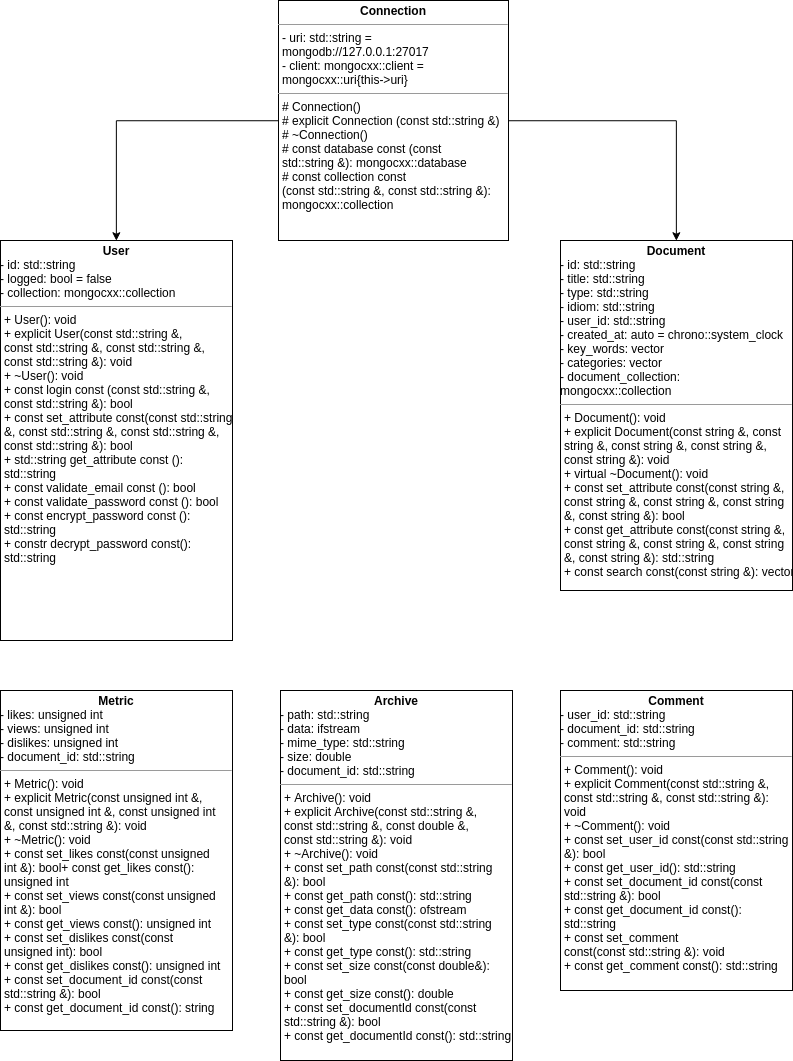 Connection
- uri: std::string =
mongodb://127.0.0.1:27017
- client: mongocxx::client =
mongocxx::uri{this->uri}
# Connection()
# explicit Connection (const std::string &)
# ~Connection()
# const database const (const
std::string &): mongocxx::database
# const collection const
(const std::string &, const std::string &):
mongocxx::collection
User
- id: std::string
- logged: bool = false
- collection: mongocxx::collection
+ User(): void
+ explicit User(const std::string &,
const std::string &, const std::string &,
const std::string &): void
+ ~User(): void
+ const login const (const std::string &,
const std::string &): bool
+ const set_attribute const(const std::string
&, const std::string &, const std::string &,
const std::string &): bool
+ std::string get_attribute const ():
std::string
+ const validate_email const (): bool
+ const validate_password const (): bool
+ const encrypt_password const ():
std::string
+ constr decrypt_password const():
std::string
Document
- id: std::string
- title: std::string
- type: std::string
- idiom: std::string
- user_id: std::string
- created_at: auto = chrono::system_clock
- key_words: vector
- categories: vector
- document_collection:
mongocxx::collection
+ Document(): void
+ explicit Document(const string &, const
string &, const string &, const string &,
const string &): void
+ virtual ~Document(): void
+ const set_attribute const(const string &,
const string &, const string &, const string
&, const string &): bool
+ const get_attribute const(const string &,
const string &, const string &, const string
&, const string &): std::string
+ const search const(const string &): vector
Metric
- likes: unsigned int
- views: unsigned int
- dislikes: unsigned int
- document_id: std::string
+ Metric(): void
+ explicit Metric(const unsigned int &,
const unsigned int &, const unsigned int
&, const std::string &): void
+ ~Metric(): void
+ const set_likes const(const unsigned
int &): bool+ const get_likes const():
unsigned int
+ const set_views const(const unsigned
int &): bool
+ const get_views const(): unsigned int
+ const set_dislikes const(const
unsigned int): bool
+ const get_dislikes const(): unsigned int
+ const set_document_id const(const
std::string &): bool
+ const get_document_id const(): string
Archive
- path: std::string
- data: ifstream
- mime_type: std::string
- size: double
- document_id: std::string
+ Archive(): void
+ explicit Archive(const std::string &,
const std::string &, const double &,
const std::string &): void
+ ~Archive(): void
+ const set_path const(const std::string
&): bool
+ const get_path const(): std::string
+ const get_data const(): ofstream
+ const set_type const(const std::string
&): bool
+ const get_type const(): std::string
+ const set_size const(const double&):
bool
+ const get_size const(): double
+ const set_documentId const(const
std::string &): bool
+ const get_documentId const(): std::string
Comment
- user_id: std::string
- document_id: std::string
- comment: std::string
+ Comment(): void
+ explicit Comment(const std::string &,
const std::string &, const std::string &):
void
+ ~Comment(): void
+ const set_user_id const(const std::string
&): bool
+ const get_user_id(): std::string
+ const set_document_id const(const
std::string &): bool
+ const get_document_id const():
std::string
+ const set_comment
const(const std::string &): void
+ const get_comment const(): std::string